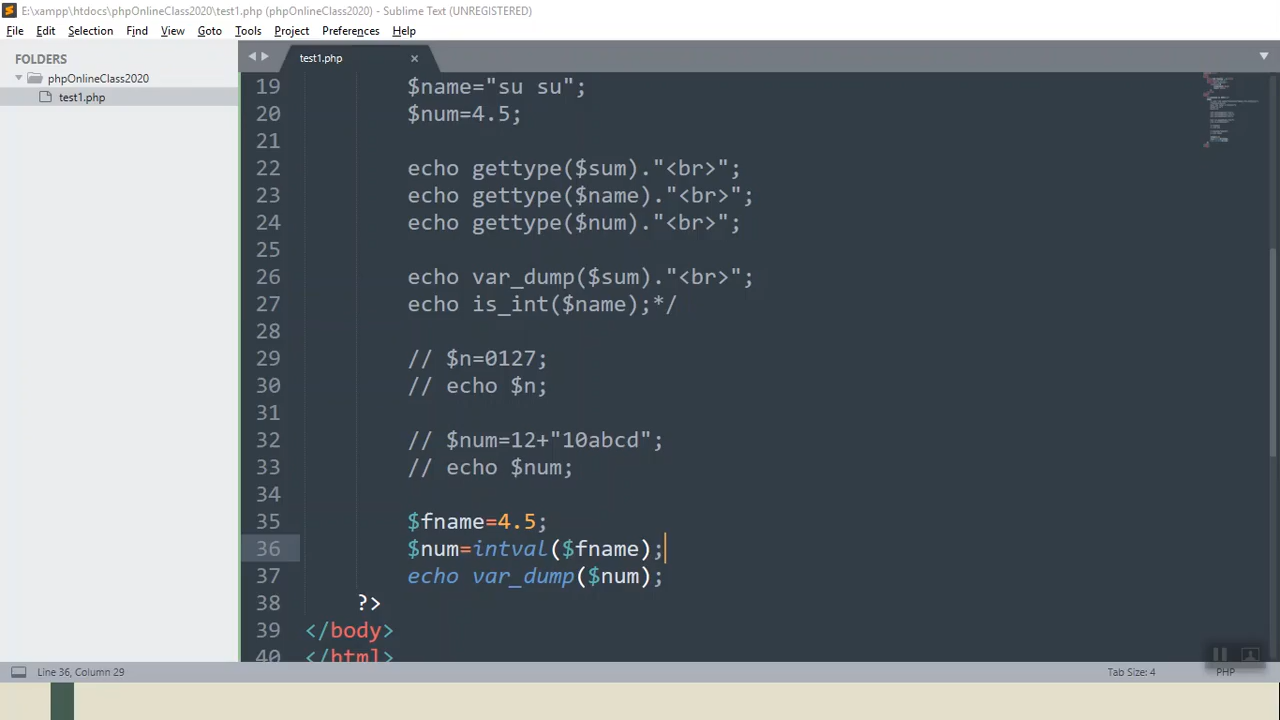 E:\xampp\htdocs\phpOnlineClass2020\test1.php (phpOnlineClass2020) - Sublime Text (UNREGISTERED)
File Edit Selection Find View Goto Tools Project Preferences Help
FOLDERS
phpOnlineClass2020
test1.php
test1.php ×
19 $name="su su";
20 $num=4.5;
21
22 echo gettype($sum)."<br>";
23 echo gettype($name)."<br>";
24 echo gettype($num)."<br>";
25
26 echo var_dump($sum)."<br>";
27 echo is_int($name);*/
28
29 // $n=0127;
30 // echo $n;
31
32 // $num=12+"10abcd";
33 // echo $num;
34
35 $fname=4.5;
36 $num=intval($fname);
37 echo var_dump($num);
38 ?>
39 </body>
40 </html>
Line 36, Column 29
Tab Size: 4
PHP